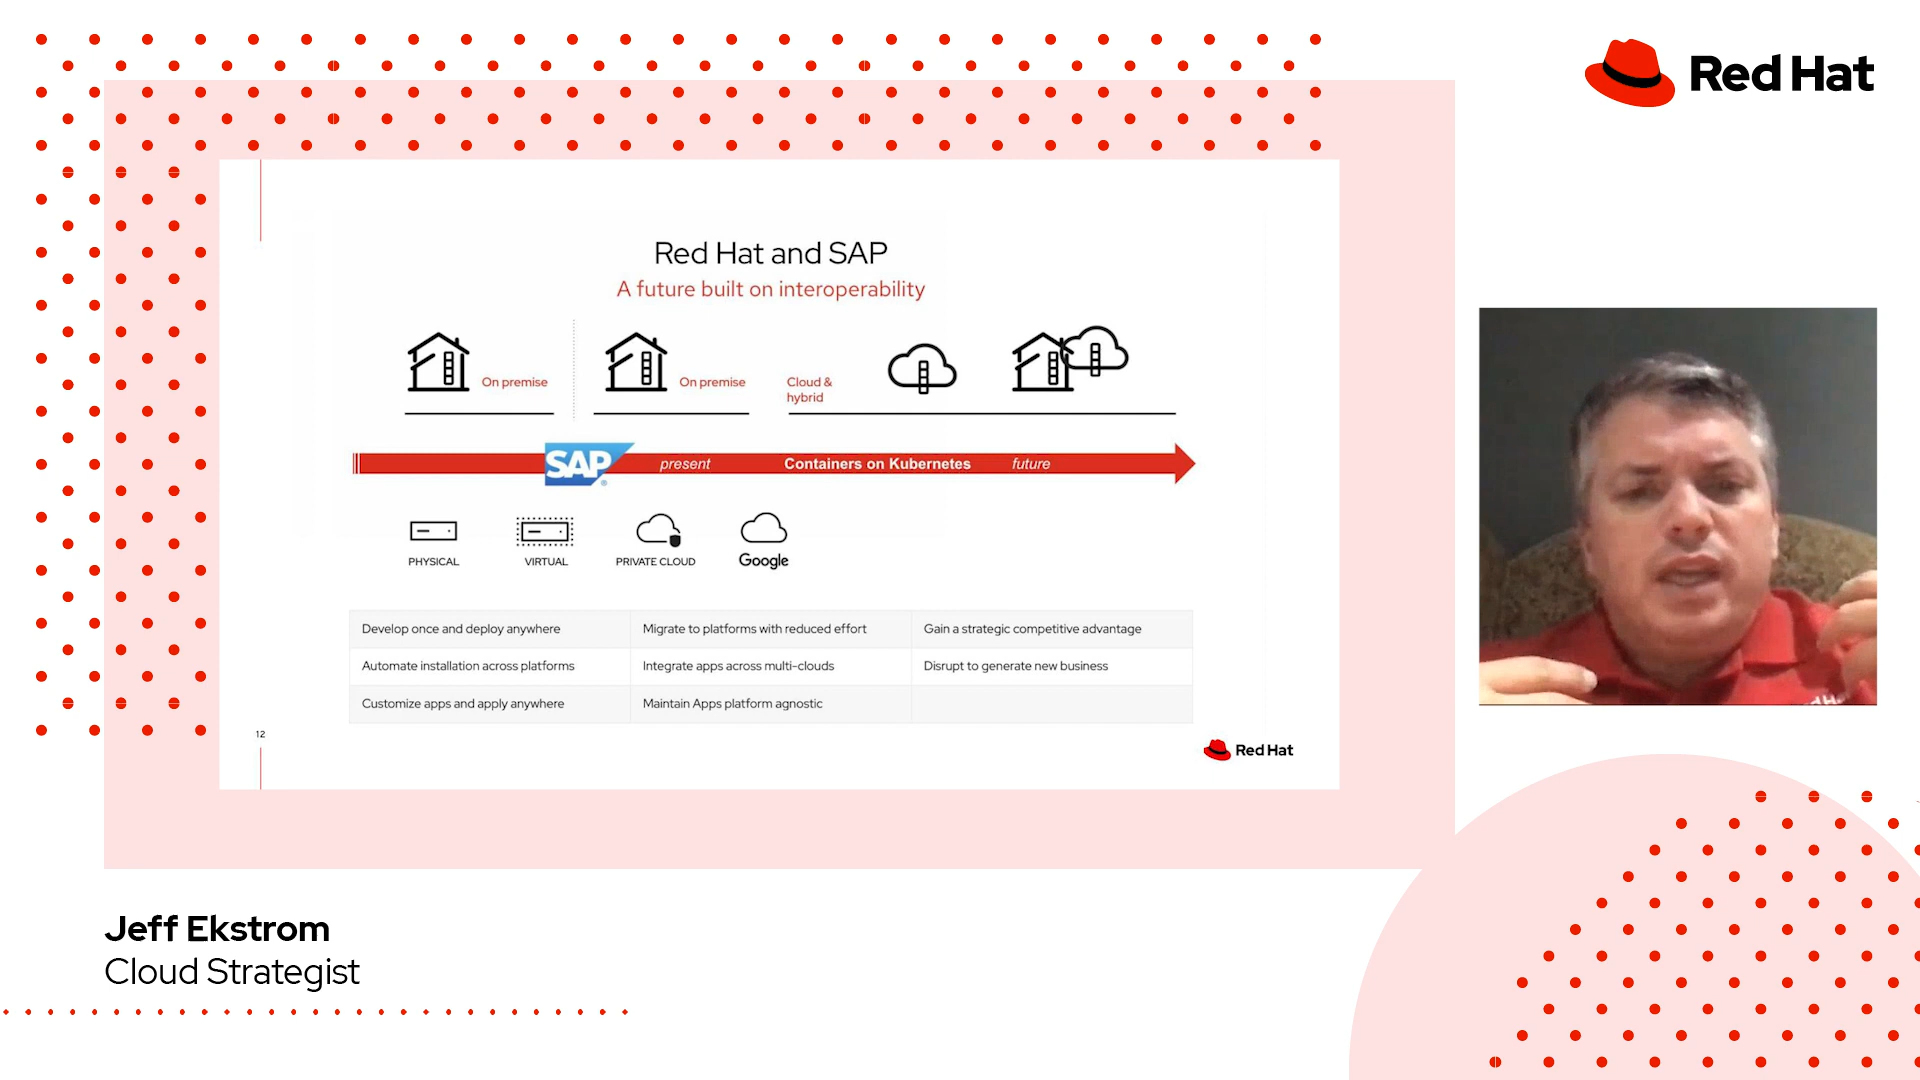 Red Hat
Red Hat and SAP
A future built on interoperability
On premise
On premise
Cloud &
hybrid
SAP
®
present
Containers on Kubernetes
future
PHYSICAL
VIRTUAL
PRIVATE CLOUD
Google
Develop once and deploy anywhere
Migrate to platforms with reduced effort
Gain a strategic competitive advantage
Automate installation across platforms
Integrate apps across multi-clouds
Disrupt to generate new business
Customize apps and apply anywhere
Maintain Apps platform agnostic
12
Red Hat
Jeff Ekstrom
Cloud Strategist